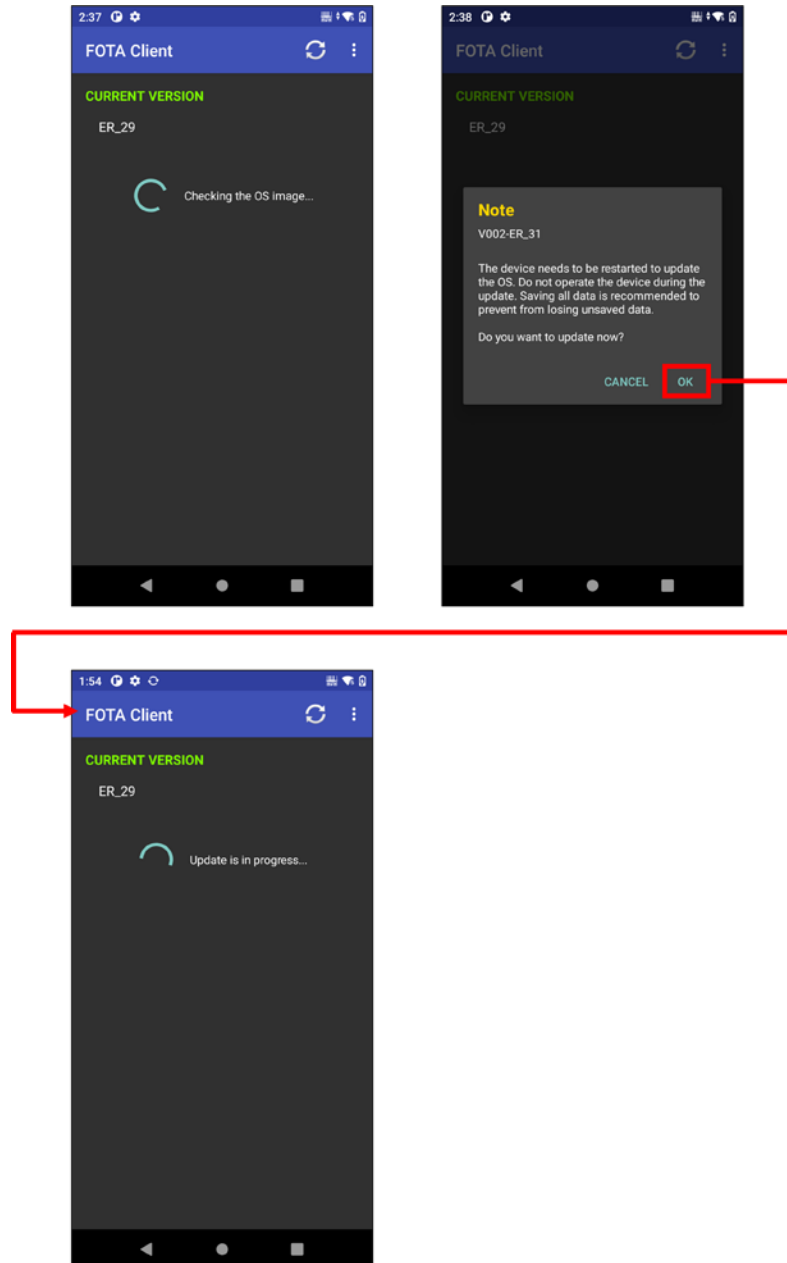 2:37
FOTA Client
CURRENT VERSION
ER_29
Checking the OS image...
2:38
FOTA Client
CURRENT VERSION
ER_29
Note
V002-ER_31
The device needs to be restarted to update
the OS. Do not operate the device during the
update. Saving all data is recommended to
prevent from losing unsaved data.
Do you want to update now?
CANCEL OK
1:54
FOTA Client
CURRENT VERSION
ER_29
Update is in progress...